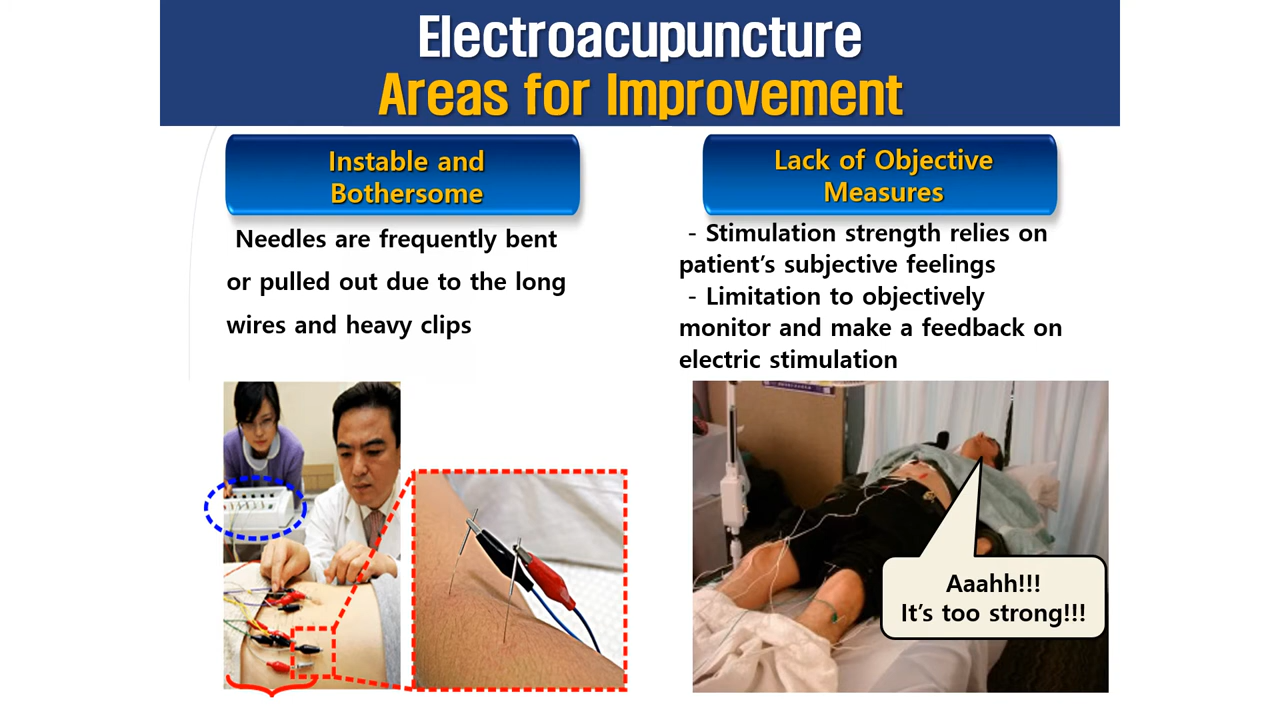 Electroacupuncture
Areas for Improvement
Instable and
Bothersome
Needles are frequently bent
or pulled out due to the long
wires and heavy clips
Lack of Objective
Measures
- Stimulation strength relies on
patient’s subjective feelings
- Limitation to objectively
monitor and make a feedback on
electric stimulation
Aaahh!!!
It’s too strong!!!